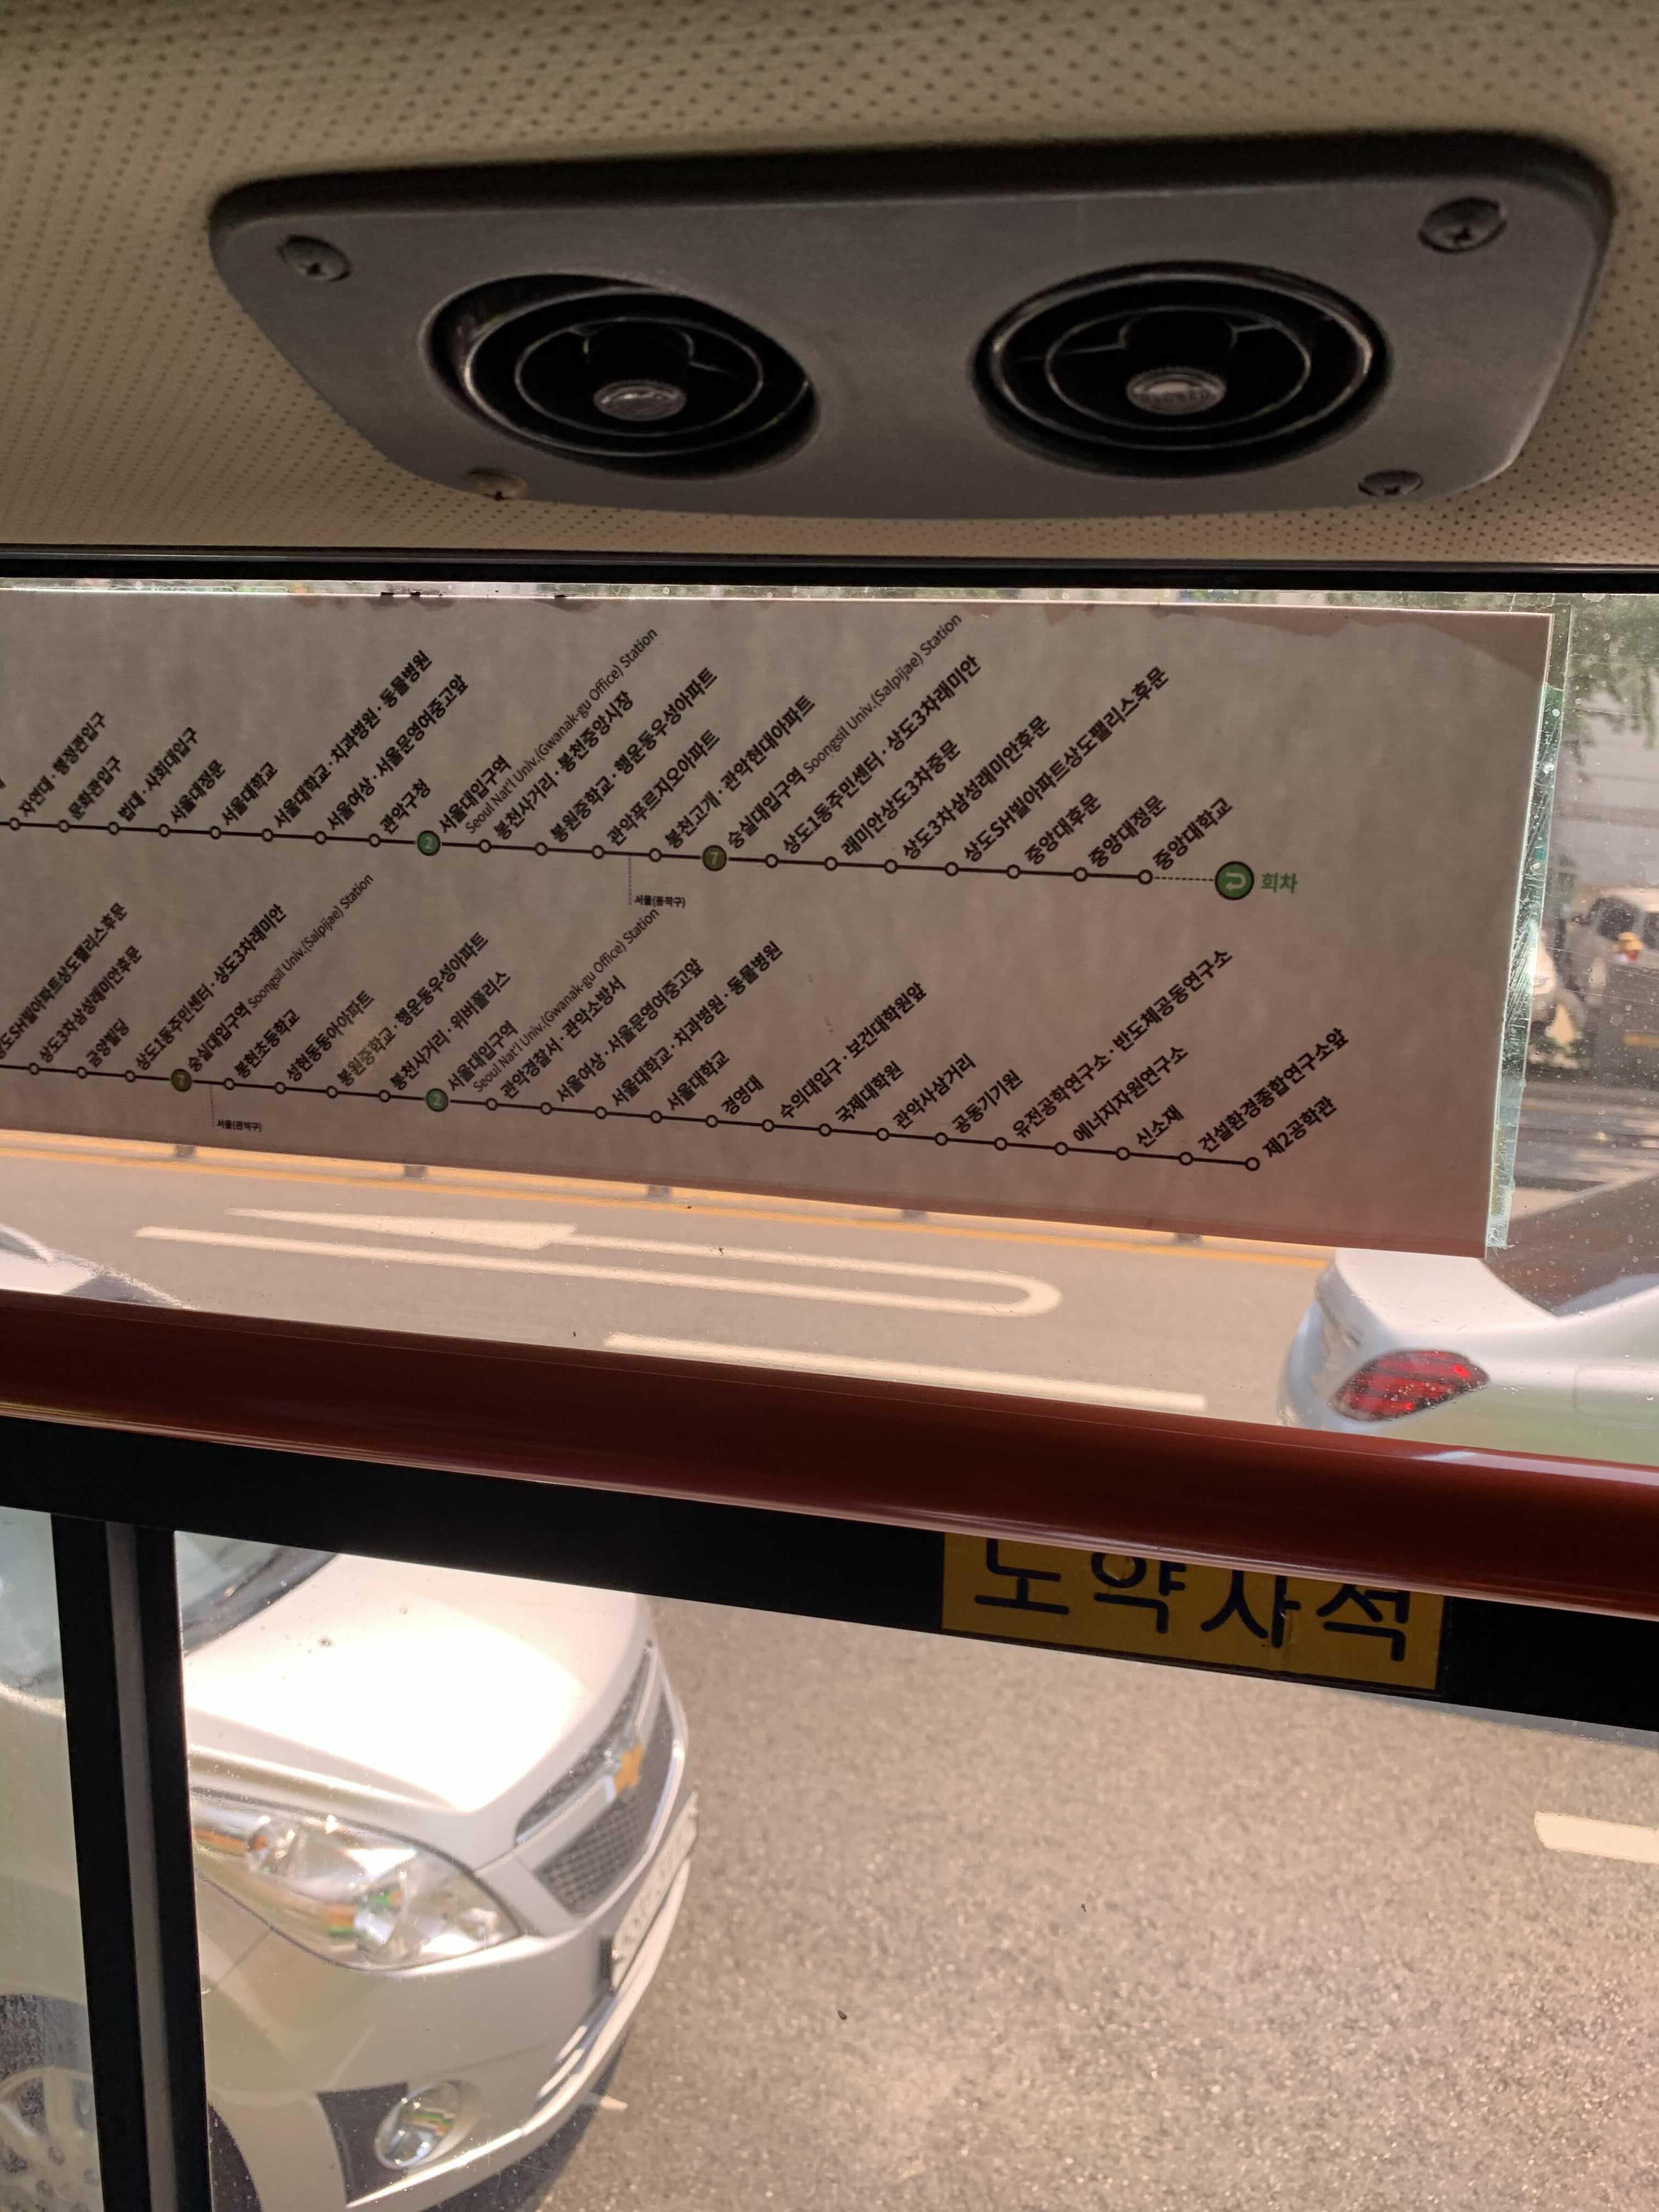 자연대 · 행정관입구
문화관입구
법대 · 사회대입구
서울대정문
서울대학교
서울대학교 · 치과병원 · 동물병원
서울여상 · 서울문영여중고앞
관악구청
2
서울대입구역
Seoul Nat'l Univ.(Gwanak-gu Office) Station
봉천사거리 · 봉천중앙시장
봉원중학교 · 행운동우성아파트
관악푸르지오아파트
서울(동작구)
봉천고개 · 관악현대아파트
7
숭실대입구역 Soongsil Univ.(Salpijae) Station
상도1동주민센터 · 상도3차래미안
래미안상도3차중문
상도3차삼성래미안후문
상도SH빌아파트상도팰리스후문
중앙대후문
중앙대정문
중앙대학교
회차
상도SH빌아파트상도팰리스후문
상도3차삼성래미안후문
금양빌딩
상도1동주민센터 · 상도3차래미안
7
숭실대입구역 Soongsil Univ.(Salpijae) Station
서울(관악구)
봉현초등학교
성현동동아아파트
봉원중학교 · 행운동우성아파트
봉천사거리 · 위버폴리스
2
서울대입구역
Seoul Nat'l Univ.(Gwanak-gu Office) Station
관악경찰서 · 관악소방서
서울여상 · 서울문영여중고앞
서울대학교 · 치과병원 · 동물병원
서울대학교
경영대
수의대입구 · 보건대학원앞
국제대학원
관악사삼거리
공동기기원
유전공학연구소 · 반도체공동연구소
에너지자원연구소
신소재
건설환경종합연구소앞
제2공학관
노약자석